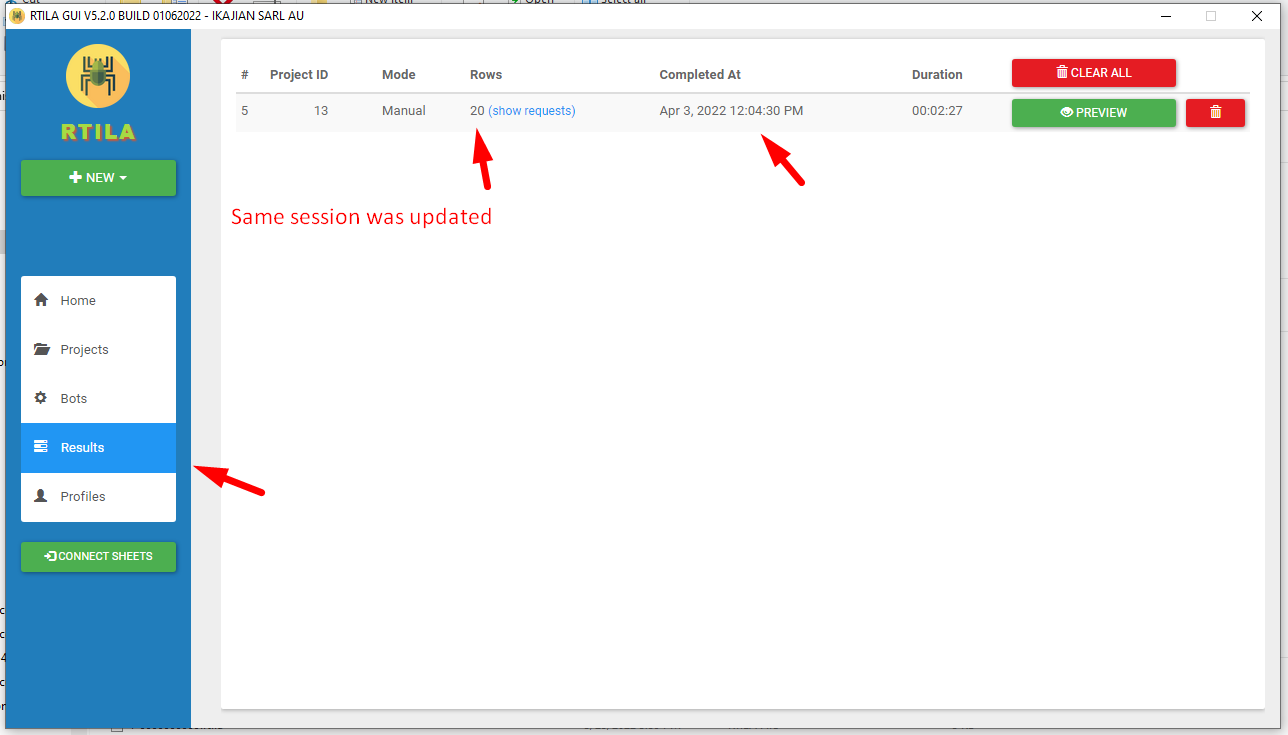 RTILA GUI V5.2.0 BUILD 01062022 - IKAJIAN SARL AU
RTILA
NEW
Home
Projects
Bots
Results
Profiles
CONNECT SHEETS
# Project ID Mode Rows Completed At Duration CLEAR ALL
5 13 Manual 20 (show requests) Apr 3, 2022 12:04:30 PM 00:02:27 PREVIEW
Same session was updated